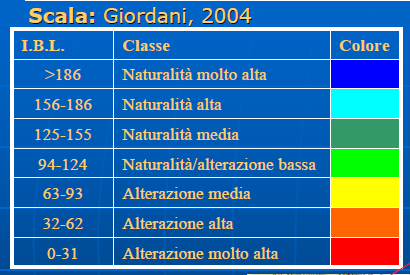 Scala: Giordani, 2004
I.B.L. Classe Colore
>186 Naturalità molto alta
156-186 Naturalità alta
125-155 Naturalità media
94-124 Naturalità/alterazione bassa
63-93 Alterazione media
32-62 Alterazione alta
0-31 Alterazione molto alta